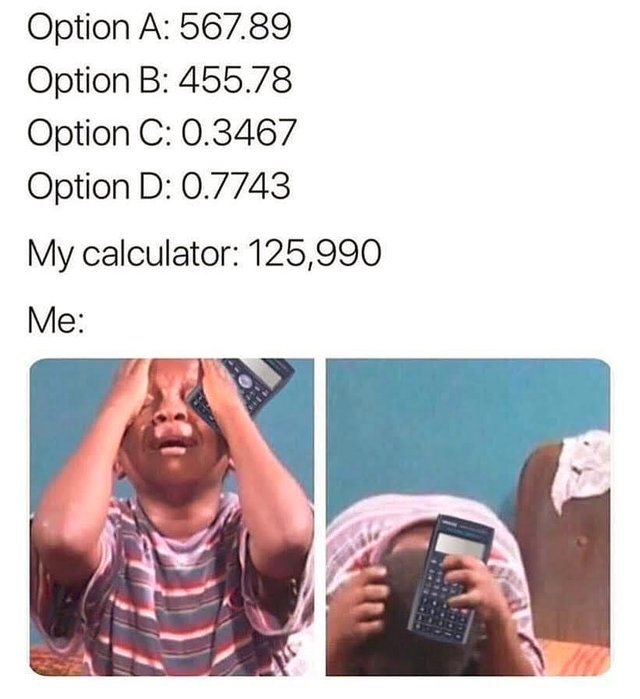 Option A: 567.89
Option B: 455.78
Option C: 0.3467
Option D: 0.7743
My calculator: 125,990
Me: